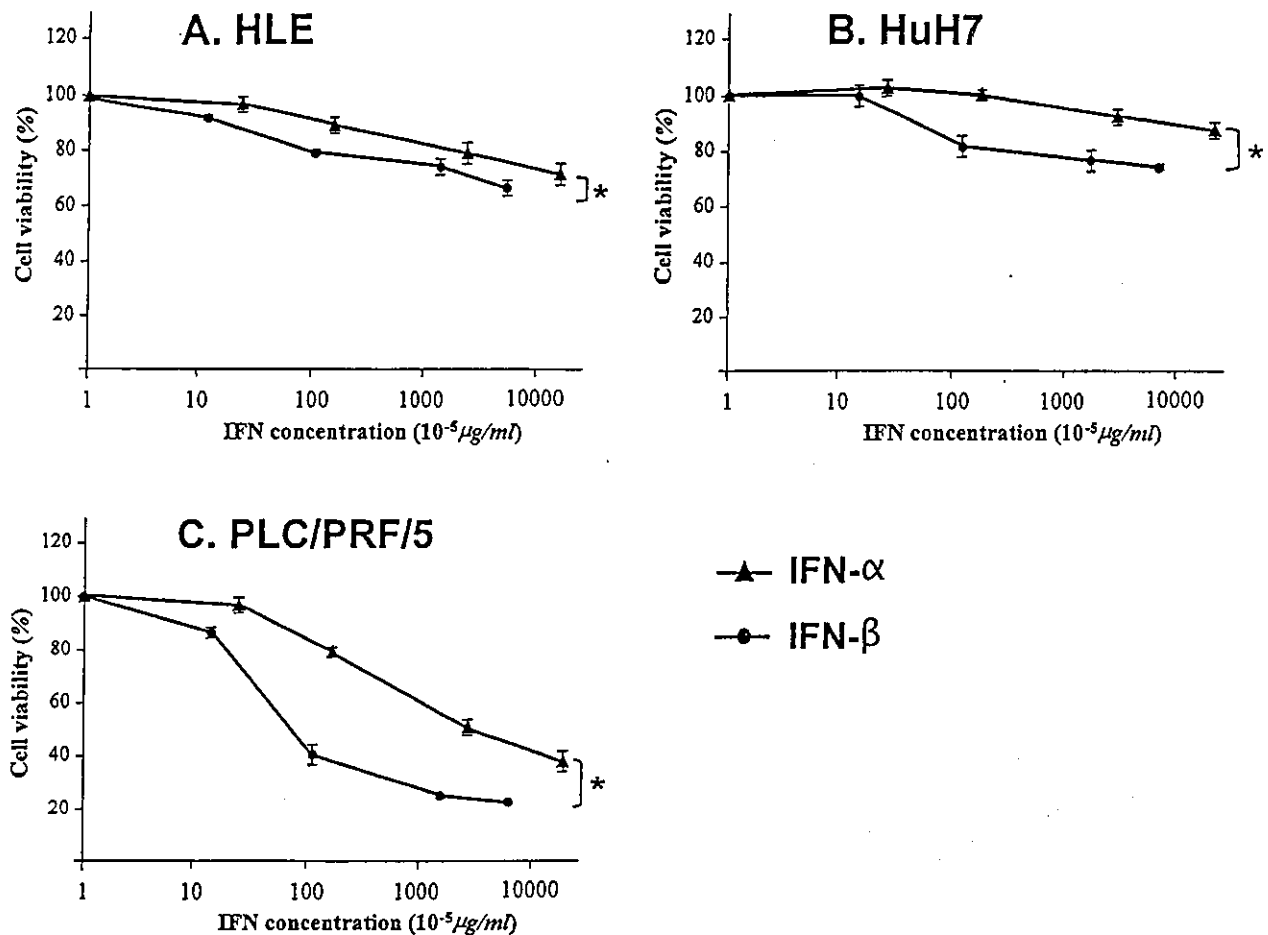 A. HLE
120
100
80
60
40
20
Cell viability (%)
1 10 100 1000 10000
IFN concentration (10⁻⁵μg/ml)
*
B. HuH7
120
100
80
60
40
20
Cell viability (%)
1 10 100 1000 10000
IFN concentration (10⁻⁵μg/ml)
*
C. PLC/PRF/5
120
100
80
60
40
20
Cell viability (%)
1 10 100 1000 10000
IFN concentration (10⁻⁵μg/ml)
*
IFN-α
IFN-β